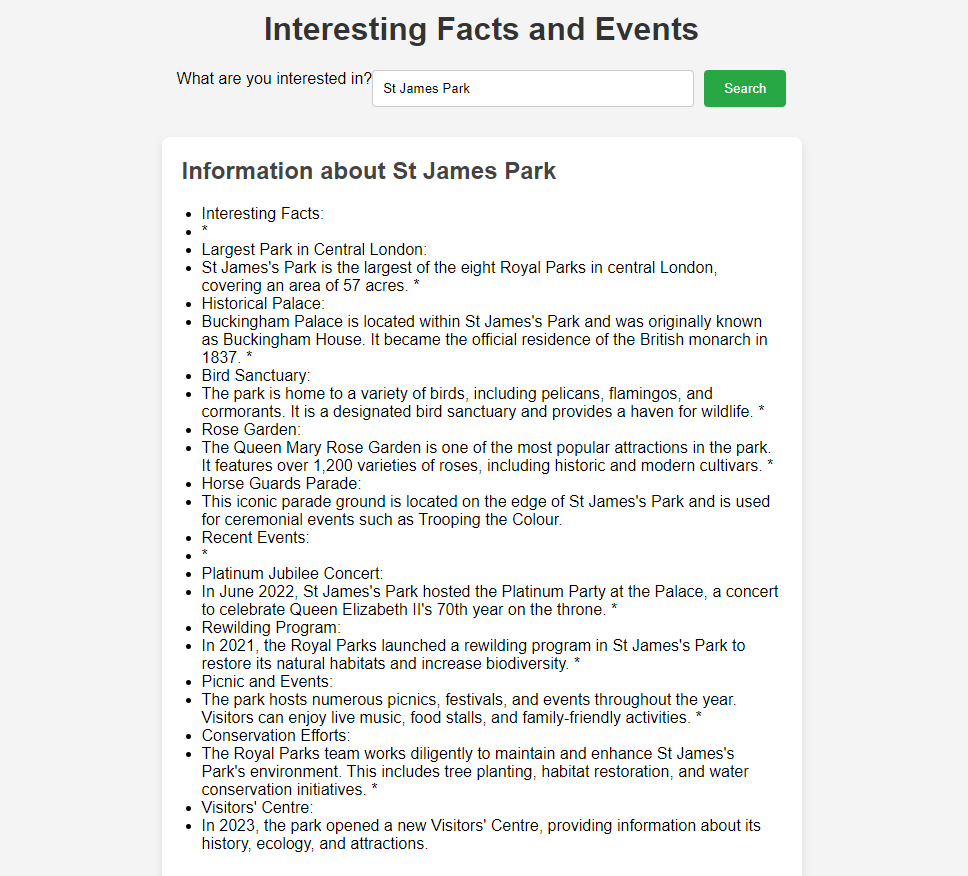 Interesting Facts and Events
What are you interested in?
St James Park
Search
Information about St James Park
• Interesting Facts:
• *
• Largest Park in Central London:
• St James's Park is the largest of the eight Royal Parks in central London,
covering an area of 57 acres. *
• Historical Palace:
• Buckingham Palace is located within St James's Park and was originally known
as Buckingham House. It became the official residence of the British monarch in
1837. *
• Bird Sanctuary:
• The park is home to a variety of birds, including pelicans, flamingos, and
cormorants. It is a designated bird sanctuary and provides a haven for wildlife. *
• Rose Garden:
• The Queen Mary Rose Garden is one of the most popular attractions in the park.
It features over 1,200 varieties of roses, including historic and modern cultivars. *
• Horse Guards Parade:
• This iconic parade ground is located on the edge of St James's Park and is used
for ceremonial events such as Trooping the Colour.
• Recent Events:
• *
• Platinum Jubilee Concert:
• In June 2022, St James's Park hosted the Platinum Party at the Palace, a concert
to celebrate Queen Elizabeth II's 70th year on the throne. *
• Rewilding Program:
• In 2021, the Royal Parks launched a rewilding program in St James's Park to
restore its natural habitats and increase biodiversity. *
• Picnic and Events:
• The park hosts numerous picnics, festivals, and events throughout the year.
Visitors can enjoy live music, food stalls, and family-friendly activities. *
• Conservation Efforts:
• The Royal Parks team works diligently to maintain and enhance St James's
Park's environment. This includes tree planting, habitat restoration, and water
conservation initiatives. *
• Visitors' Centre:
• In 2023, the park opened a new Visitors' Centre, providing information about its
history, ecology, and attractions.